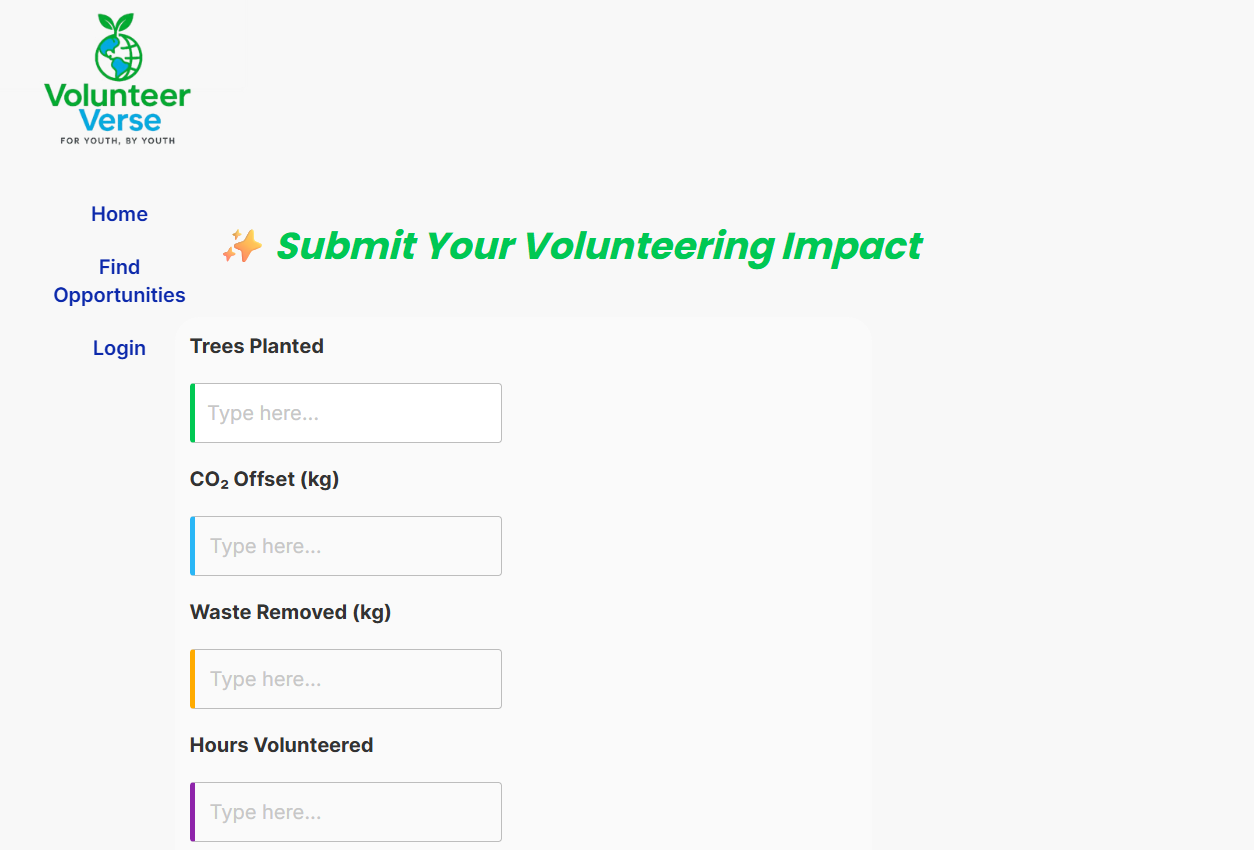 Volunteer
Verse
FOR YOUTH, BY YOUTH
Home
Find
Opportunities
Login
✨ Submit Your Volunteering Impact
Trees Planted
Type here...
CO₂ Offset (kg)
Type here...
Waste Removed (kg)
Type here...
Hours Volunteered
Type here...